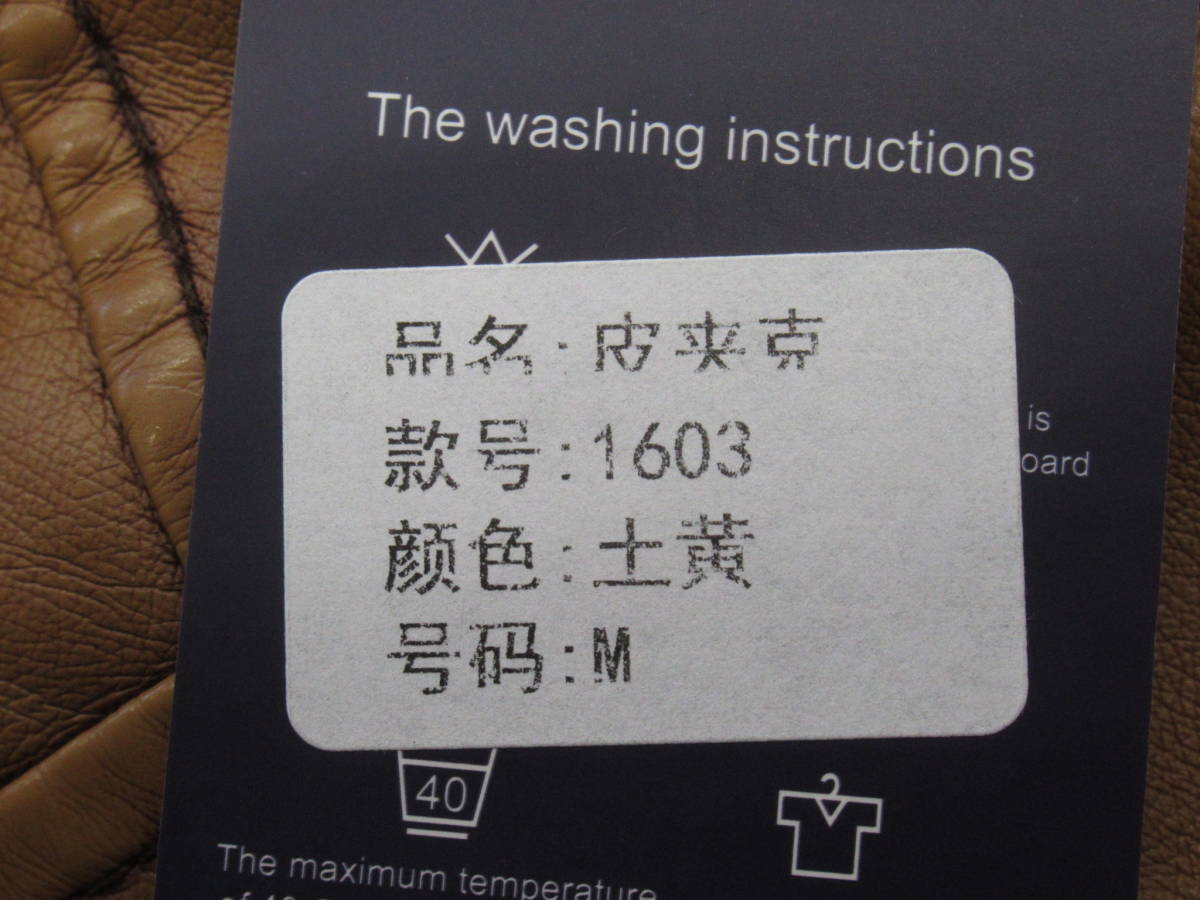 The washing instructions
品名:皮夹克
款号:1603
is
oard
颜色:土黄
号码:M
40
The maximum temperature